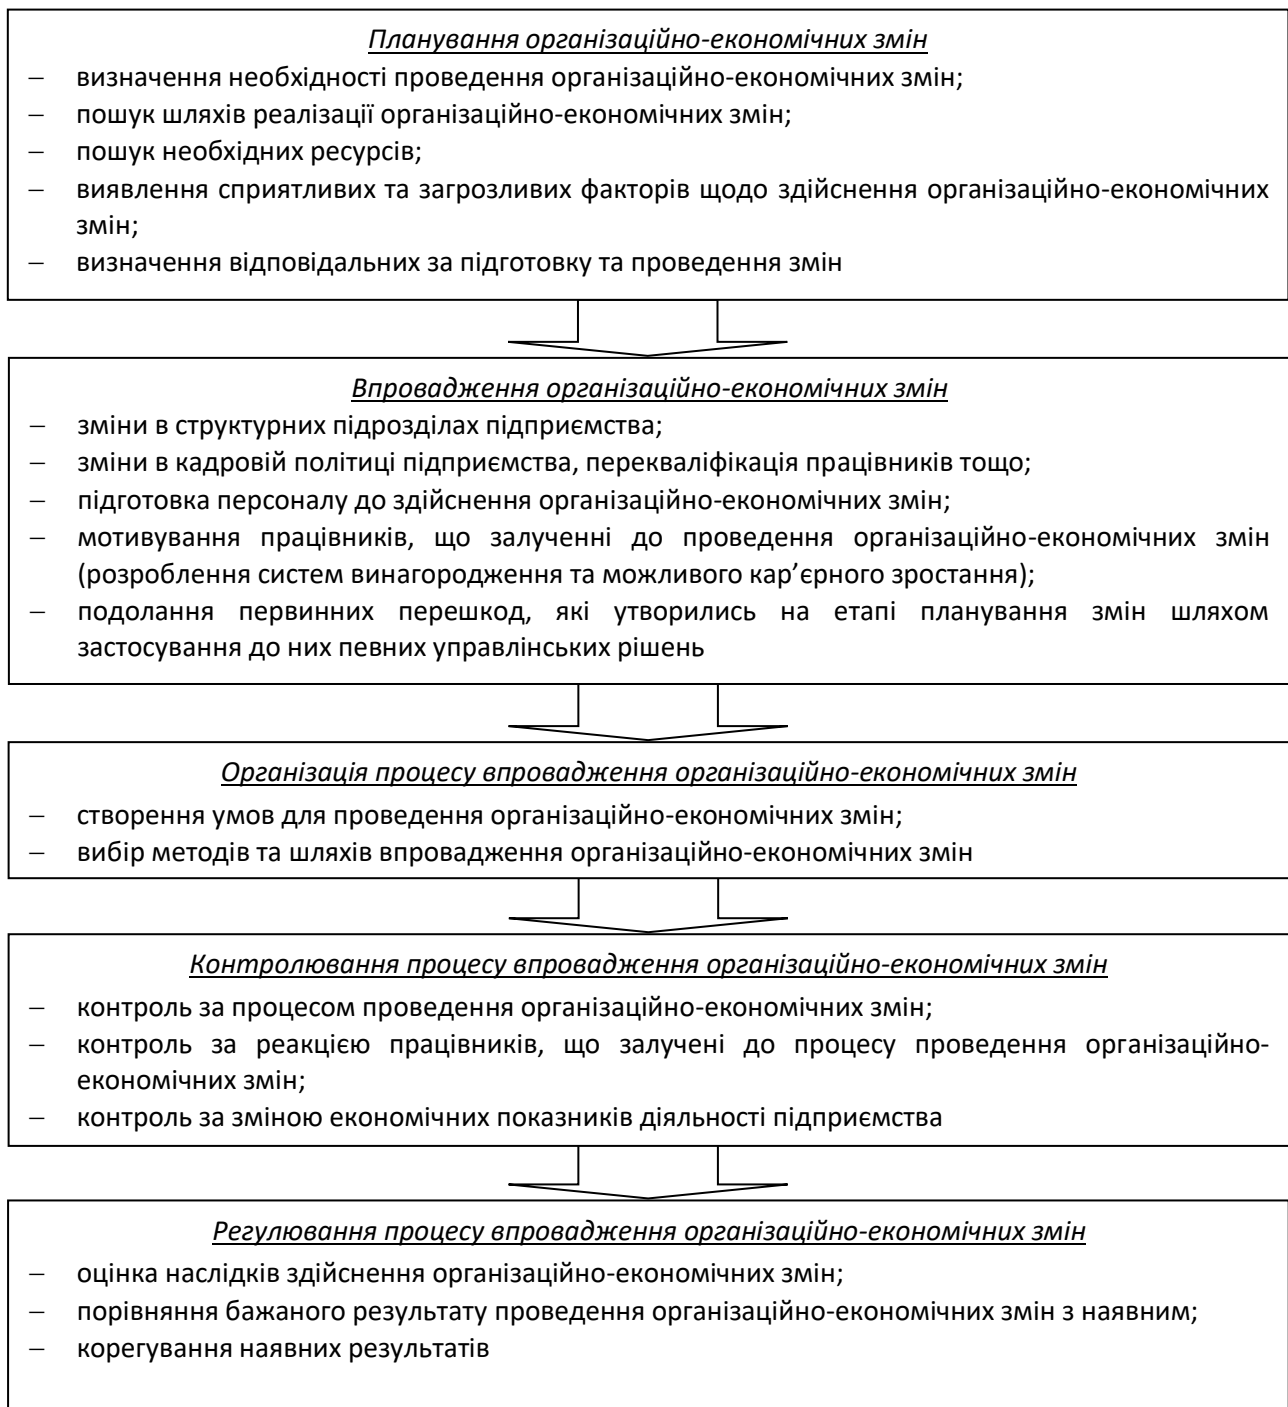 Планування організаційно-економічних змін
– визначення необхідності проведення організаційно-економічних змін;
– пошук шляхів реалізації організаційно-економічних змін;
– пошук необхідних ресурсів;
– виявлення сприятливих та загрозливих факторів щодо здійснення організаційно-економічних
змін;
– визначення відповідальних за підготовку та проведення змін
Впровадження організаційно-економічних змін
– зміни в структурних підрозділах підприємства;
– зміни в кадровій політиці підприємства, перекваліфікація працівників тощо;
– підготовка персоналу до здійснення організаційно-економічних змін;
– мотивування працівників, що залученні до проведення організаційно-економічних змін
(розроблення систем винагородження та можливого кар’єрного зростання);
– подолання первинних перешкод, які утворились на етапі планування змін шляхом
застосування до них певних управлінських рішень
Організація процесу впровадження організаційно-економічних змін
– створення умов для проведення організаційно-економічних змін;
– вибір методів та шляхів впровадження організаційно-економічних змін
Контролювання процесу впровадження організаційно-економічних змін
– контроль за процесом проведення організаційно-економічних змін;
– контроль за реакцією працівників, що залучені до процесу проведення організаційно-
економічних змін;
– контроль за зміною економічних показників діяльності підприємства
Регулювання процесу впровадження організаційно-економічних змін
– оцінка наслідків здійснення організаційно-економічних змін;
– порівняння бажаного результату проведення організаційно-економічних змін з наявним;
– корегування наявних результатів